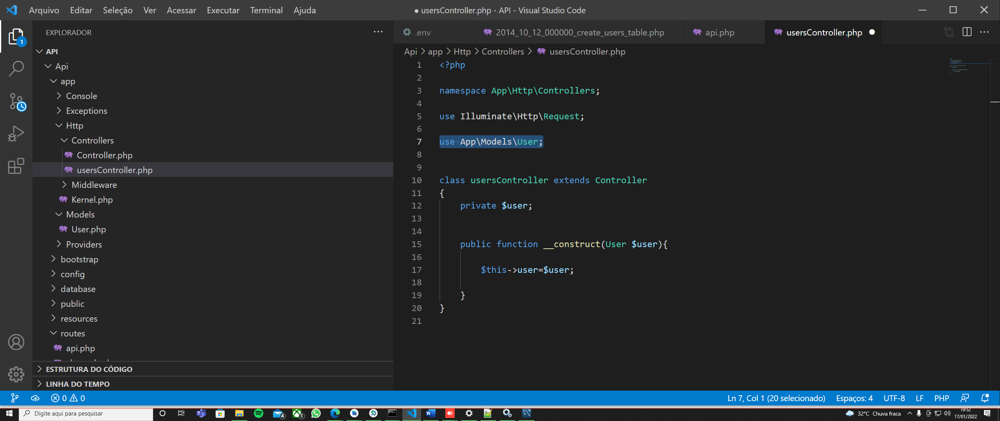 Arquivo Editar Seleção Ver Acessar Executar Terminal Ajuda
● usersController.php - API - Visual Studio Code
1
EXPLORADOR
API
Api
app
Console
Exceptions
Http
Controllers
Controller.php
usersController.php
Middleware
Kernel.php
Models
User.php
Providers
bootstrap
config
database
public
resources
routes
api.php
ESTRUTURA DO CÓDIGO
LINHA DO TEMPO
.env 2014_10_12_000000_create_users_table.php api.php usersController.php
Api > app > Http > Controllers > usersController.php
1 <?php
2
3 namespace App\Http\Controllers;
4
5 use Illuminate\Http\Request;
6
7 use App\Models\User;
8
9
10 class usersController extends Controller
11 {
12 private $user;
13
14
15 public function __construct(User $user){
16
17 $this->user=$user;
18
19 }
20 }
21
0 0
Ln 7, Col 1 (20 selecionado) Espaços: 4 UTF-8 LF PHP
Digite aqui para pesquisar
4
1
32°C Chuva fraca
19:52
17/01/2022